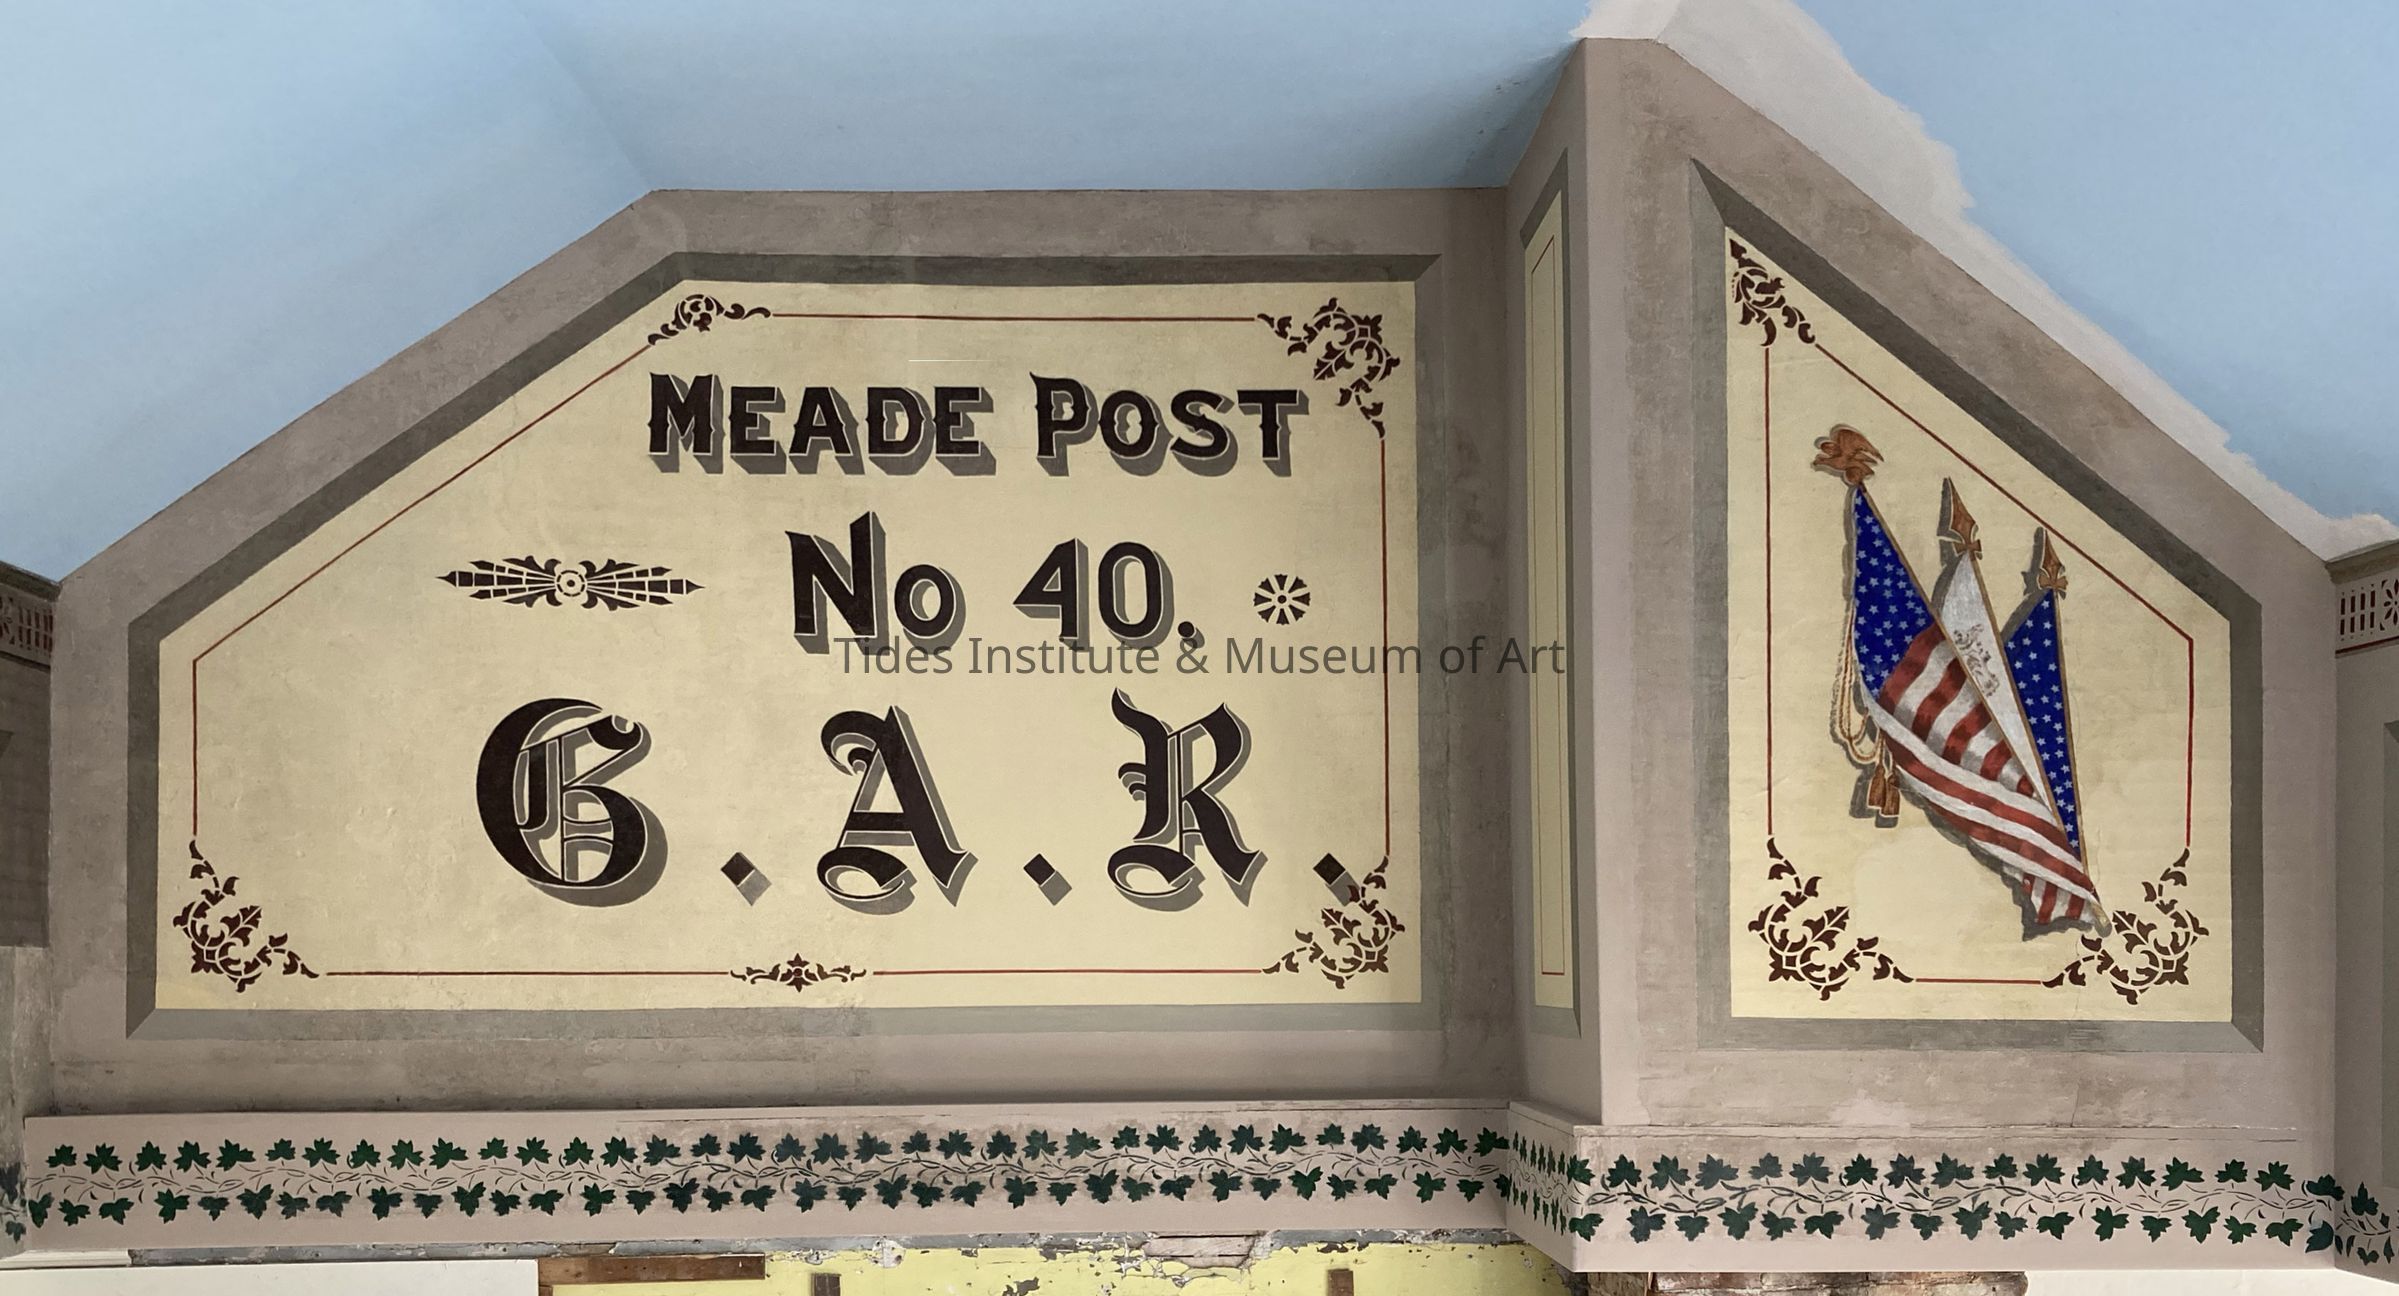 MEADE POST
No 40.
Tides Institute & Museum of Art
G.A.R.